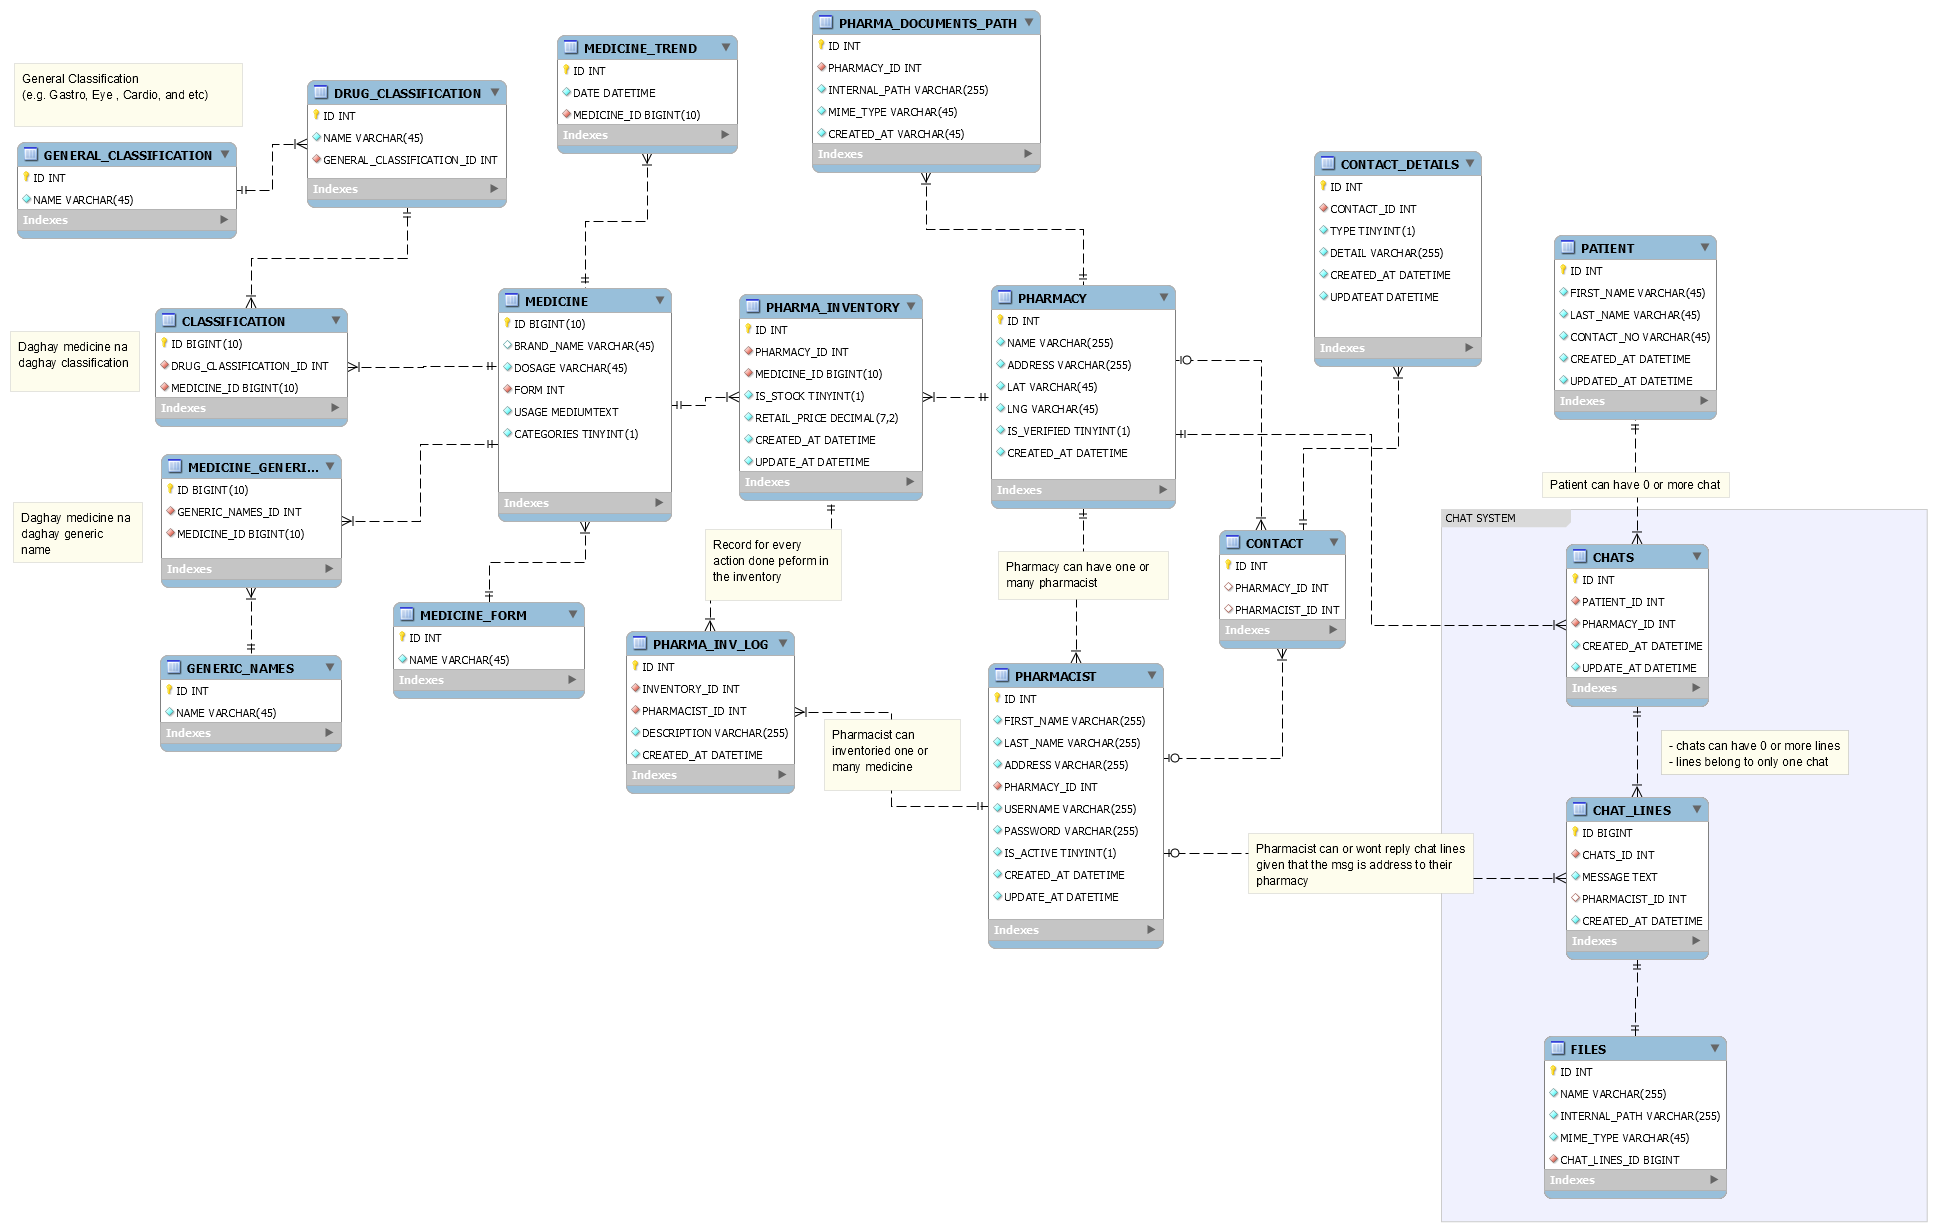 General Classification
(e.g. Gastro, Eye , Cardio, and etc)
GENERAL_CLASSIFICATION
ID INT
NAME VARCHAR(45)
Indexes
DRUG_CLASSIFICATION
ID INT
NAME VARCHAR(45)
GENERAL_CLASSIFICATION_ID INT
Indexes
MEDICINE_TREND
ID INT
DATE DATETIME
MEDICINE_ID BIGINT(10)
Indexes
PHARMA_DOCUMENTS_PATH
ID INT
PHARMACY_ID INT
INTERNAL_PATH VARCHAR(255)
MIME_TYPE VARCHAR(45)
CREATED_AT VARCHAR(45)
Indexes
CONTACT_DETAILS
ID INT
CONTACT_ID INT
TYPE TINYINT(1)
DETAIL VARCHAR(255)
CREATED_AT DATETIME
UPDATEAT DATETIME
Indexes
PATIENT
ID INT
FIRST_NAME VARCHAR(45)
LAST_NAME VARCHAR(45)
CONTACT_NO VARCHAR(45)
CREATED_AT DATETIME
UPDATED_AT DATETIME
Indexes
Daghay medicine na
daghay classification
CLASSIFICATION
ID BIGINT(10)
DRUG_CLASSIFICATION_ID INT
MEDICINE_ID BIGINT(10)
Indexes
MEDICINE
ID BIGINT(10)
BRAND_NAME VARCHAR(45)
DOSAGE VARCHAR(45)
FORM INT
USAGE MEDIUMTEXT
CATEGORIES TINYINT(1)
Indexes
PHARMA_INVENTORY
ID INT
PHARMACY_ID INT
MEDICINE_ID BIGINT(10)
IS_STOCK TINYINT(1)
RETAIL_PRICE DECIMAL(7,2)
CREATED_AT DATETIME
UPDATE_AT DATETIME
Indexes
PHARMACY
ID INT
NAME VARCHAR(255)
ADDRESS VARCHAR(255)
LAT VARCHAR(45)
LNG VARCHAR(45)
IS_VERIFIED TINYINT(1)
CREATED_AT DATETIME
Indexes
Daghay medicine na
daghay generic
name
MEDICINE_GENERI...
ID BIGINT(10)
GENERIC_NAMES_ID INT
MEDICINE_ID BIGINT(10)
Indexes
GENERIC_NAMES
ID INT
NAME VARCHAR(45)
Indexes
MEDICINE_FORM
ID INT
NAME VARCHAR(45)
Indexes
Record for every
action done peform in
the inventory
PHARMA_INV_LOG
ID INT
INVENTORY_ID INT
PHARMACIST_ID INT
DESCRIPTION VARCHAR(255)
CREATED_AT DATETIME
Indexes
Pharmacist can
inventoried one or
many medicine
Pharmacy can have one or
many pharmacist
PHARMACIST
ID INT
FIRST_NAME VARCHAR(255)
LAST_NAME VARCHAR(255)
ADDRESS VARCHAR(255)
PHARMACY_ID INT
USERNAME VARCHAR(255)
PASSWORD VARCHAR(255)
IS_ACTIVE TINYINT(1)
CREATED_AT DATETIME
UPDATE_AT DATETIME
Indexes
CONTACT
ID INT
PHARMACY_ID INT
PHARMACIST_ID INT
Indexes
Pharmacist can or wont reply chat lines
given that the msg is address to their
pharmacy
Patient can have 0 or more chat
CHAT SYSTEM
CHATS
ID INT
PATIENT_ID INT
PHARMACY_ID INT
CREATED_AT DATETIME
UPDATE_AT DATETIME
Indexes
- chats can have 0 or more lines
- lines belong to only one chat
CHAT_LINES
ID BIGINT
CHATS_ID INT
MESSAGE TEXT
PHARMACIST_ID INT
CREATED_AT DATETIME
Indexes
FILES
ID INT
NAME VARCHAR(255)
INTERNAL_PATH VARCHAR(255)
MIME_TYPE VARCHAR(45)
CHAT_LINES_ID BIGINT
Indexes